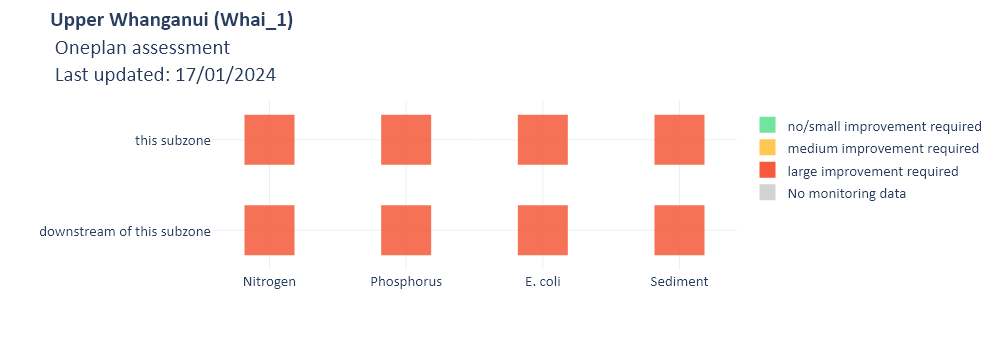 Upper Whanganui (Whai_1)
Oneplan assessment
Last updated: 17/01/2024
this subzone
downstream of this subzone
Nitrogen
Phosphorus
E. coli
Sediment
no/small improvement required
medium improvement required
large improvement required
No monitoring data